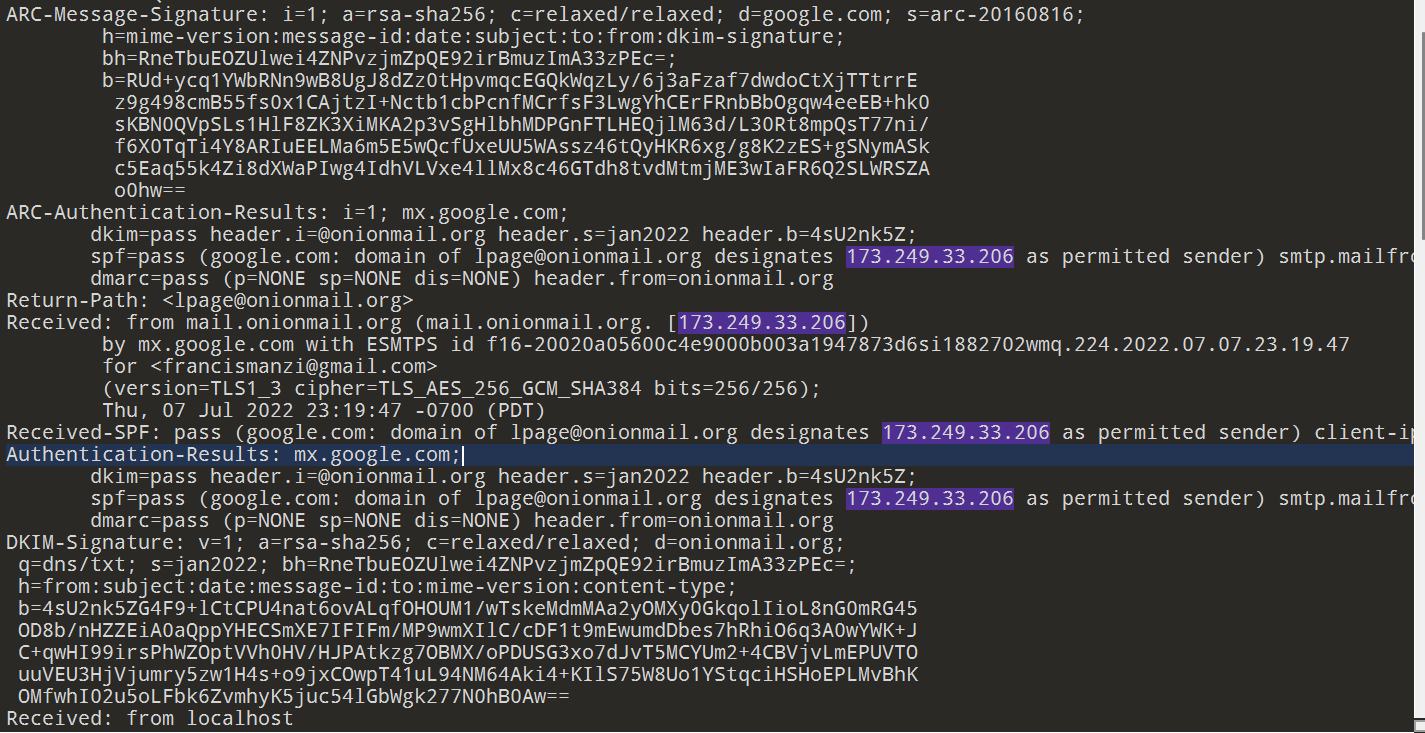 ARC-Message-Signature: i=1; a=rsa-sha256; c=relaxed/relaxed; d=google.com; s=arc-20160816;
h=mime-version:message-id:date:subject:to:from:dkim-signature;
bh=RneTbuEOZUlwei4ZNPvzjmZpQE92irBmuzImA33zPEc=;
b=RUd+ycq1YWbRNn9wB8UgJ8dZz0tHpvmqcEGQkWqzLy/6j3aFzaf7dwdoCtXjTTtrrE
z9g498cmB55fs0x1CAjtzI+Nctb1cbPcnfMCrfsF3LwgYhCErFRnbBbOgqw4eeEB+hk0
sKBN0QVpSLs1HlF8ZK3XiMKA2p3vSgHlbhMDPGnFTLHEQjlM63d/L30Rt8mpQsT77ni/
f6X0TqTi4Y8ARIuEELMa6m5E5wQcfUxeUU5WAssz46tQyHKR6xg/g8K2zES+gSNymASk
c5Eaq55k4Zi8dXWaPIwg4IdhVLVxe4llMx8c46GTdh8tvdMtmjME3wIaFR6Q2SLWRSZA
o0hw==
ARC-Authentication-Results: i=1; mx.google.com;
dkim=pass header.i=@onionmail.org header.s=jan2022 header.b=4sU2nk5Z;
spf=pass (google.com: domain of lpage@onionmail.org designates 173.249.33.206 as permitted sender) smtp.mailfro
dmarc=pass (p=NONE sp=NONE dis=NONE) header.from=onionmail.org
Return-Path: <lpage@onionmail.org>
Received: from mail.onionmail.org (mail.onionmail.org. [173.249.33.206])
by mx.google.com with ESMTPS id f16-20020a05600c4e9000b003a1947873d6si1882702wmq.224.2022.07.07.23.19.47
for <francismanzi@gmail.com>
(version=TLS1_3 cipher=TLS_AES_256_GCM_SHA384 bits=256/256);
Thu, 07 Jul 2022 23:19:47 -0700 (PDT)
Received-SPF: pass (google.com: domain of lpage@onionmail.org designates 173.249.33.206 as permitted sender) client-ip
Authentication-Results: mx.google.com;
dkim=pass header.i=@onionmail.org header.s=jan2022 header.b=4sU2nk5Z;
spf=pass (google.com: domain of lpage@onionmail.org designates 173.249.33.206 as permitted sender) smtp.mailfro
dmarc=pass (p=NONE sp=NONE dis=NONE) header.from=onionmail.org
DKIM-Signature: v=1; a=rsa-sha256; c=relaxed/relaxed; d=onionmail.org;
q=dns/txt; s=jan2022; bh=RneTbuEOZUlwei4ZNPvzjmZpQE92irBmuzImA33zPEc=;
h=from:subject:date:message-id:to:mime-version:content-type;
b=4sU2nk5ZG4F9+lCtCPU4nat6ovALqfOHOUM1/wTskeMdmMAa2yOMXy0GkqolIioL8nG0mRG45
OD8b/nHZZEiA0aQppYHECSmXE7IFIFm/MP9wmXIlC/cDF1t9mEwumdDbes7hRhiO6q3A0wYWK+J
C+qwHI99irsPhWZOptVVh0HV/HJPAtkzg7OBMX/oPDUSG3xo7dJvT5MCYUm2+4CBVjvLmEPUVTO
uuVEU3HjVjumry5zw1H4s+o9jxCOwpT41uL94NM64Aki4+KIlS75W8Uo1YStqciHSHoEPLMvBhK
OMfwhI02u5oLFbk6ZvmhyK5juc54lGbWgk277N0hB0Aw==
Received: from localhost